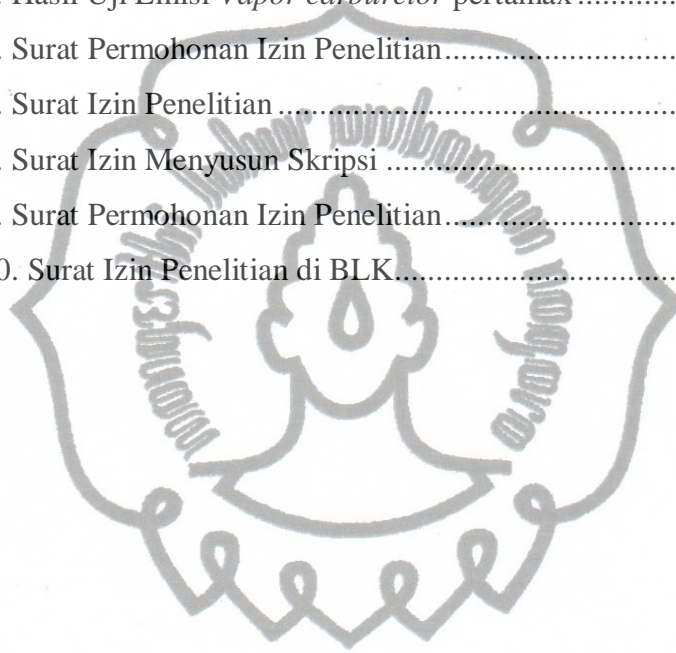 . Hasil Uji Emisi Vapor carburetor pertamax ............
. Surat Permohonan Izin Penelitian.........................
. Surat Izin Penelitian ............................................
. Surat Izin Menyusun Skripsi ................................
. Surat Permohonan Izin Penelitian.........................
0. Surat Izin Penelitian di BLK................................